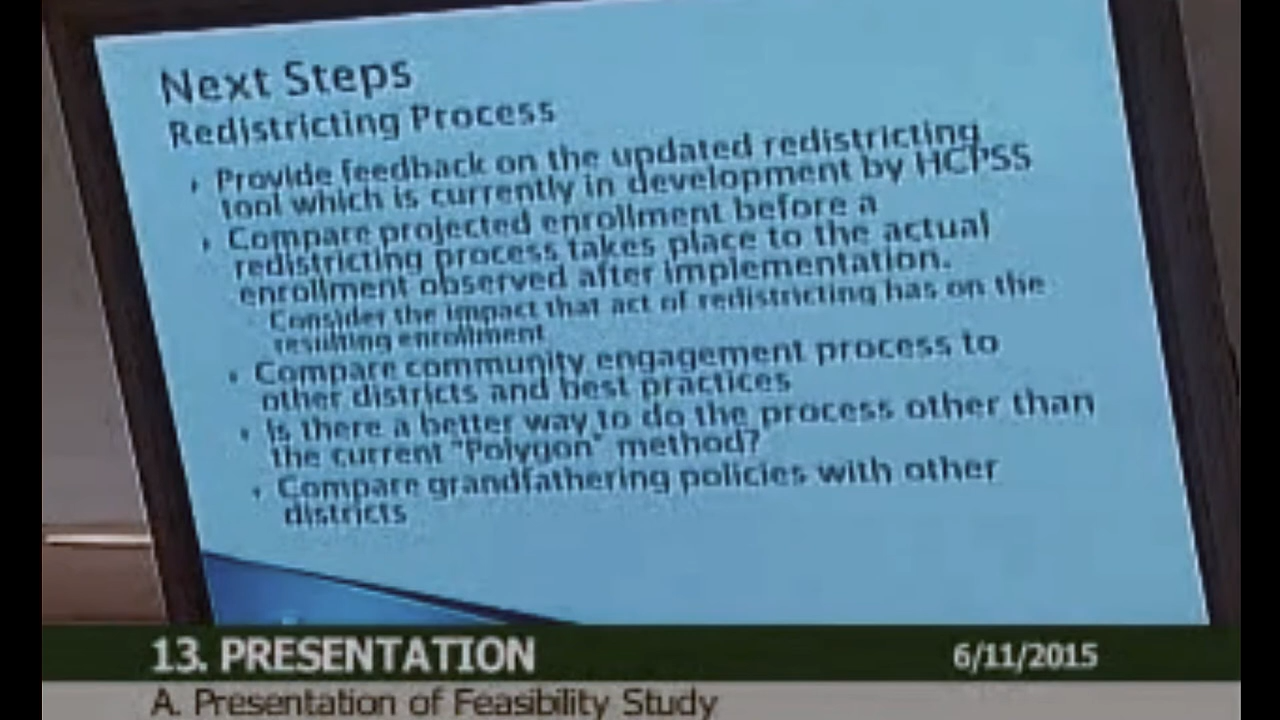 Next Steps
Redistricting Process
Provide feedback on the updated redistricting
tool which is currently in development by HCPSS
Compare projected enrollment before a
redistricting process takes place to the actual
enrollment observed after implementation.
Consider the impact that act of redistricting has on the
resulting enrollment
Compare community engagement process to
other districts and best practices
Is there a better way to do the process other than
the current "Polygon" method?
Compare grandfathering policies with other
districts
13. PRESENTATION
6/11/2015
A. Presentation of Feasibility Study